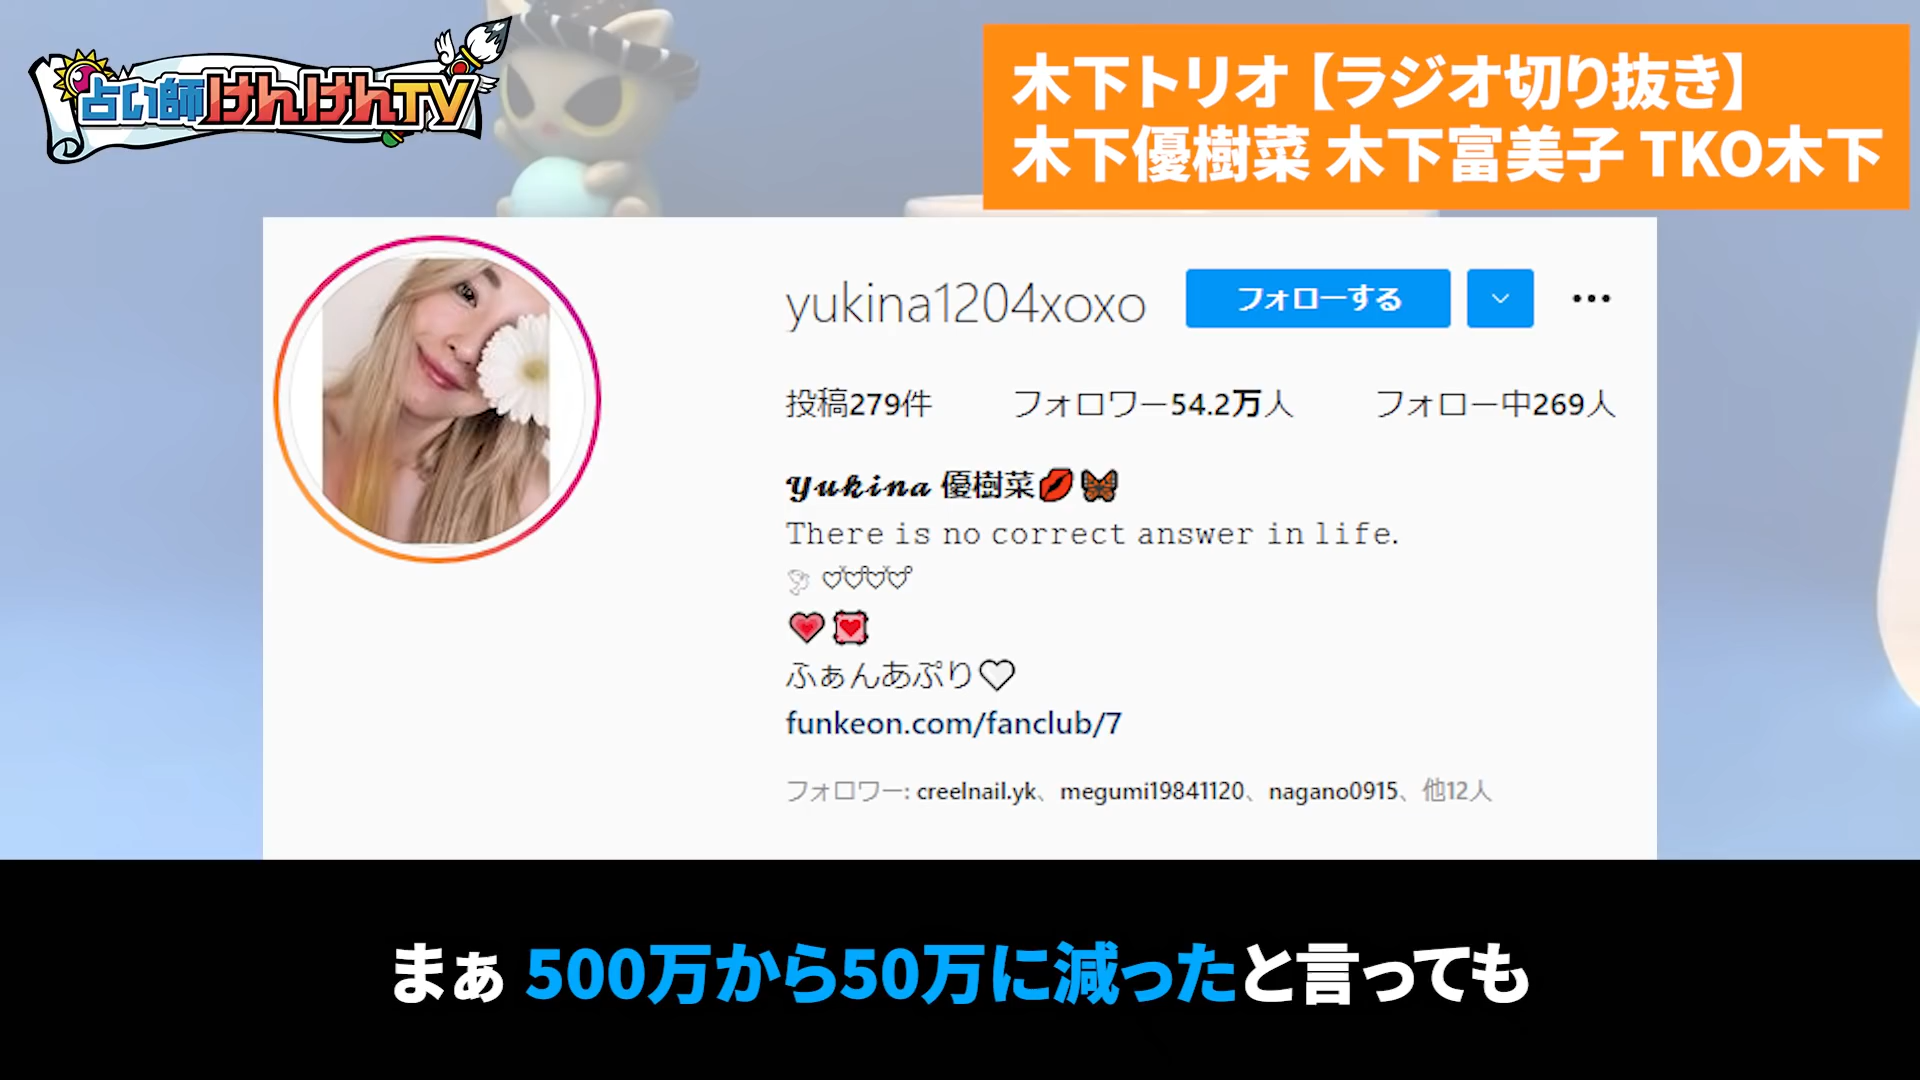 占い師けんけんTV
木下トリオ【ラジオ切り抜き】
木下優樹菜 木下富美子 TKO木下
yukina1204xoxo
フォローする
投稿279件 フォロワー54.2万人 フォロー中269人
𝒀𝒖𝒌𝒊𝒏𝒂 優樹菜💋🦋
There is no correct answer in life.
🕊 ♡♡♡♡
💗💟
ふぁんあぷり♡
funkeon.com/fanclub/7
フォロワー: creelnail.yk、megumi19841120、nagano0915、他12人
まぁ 500万から50万に減ったと言っても